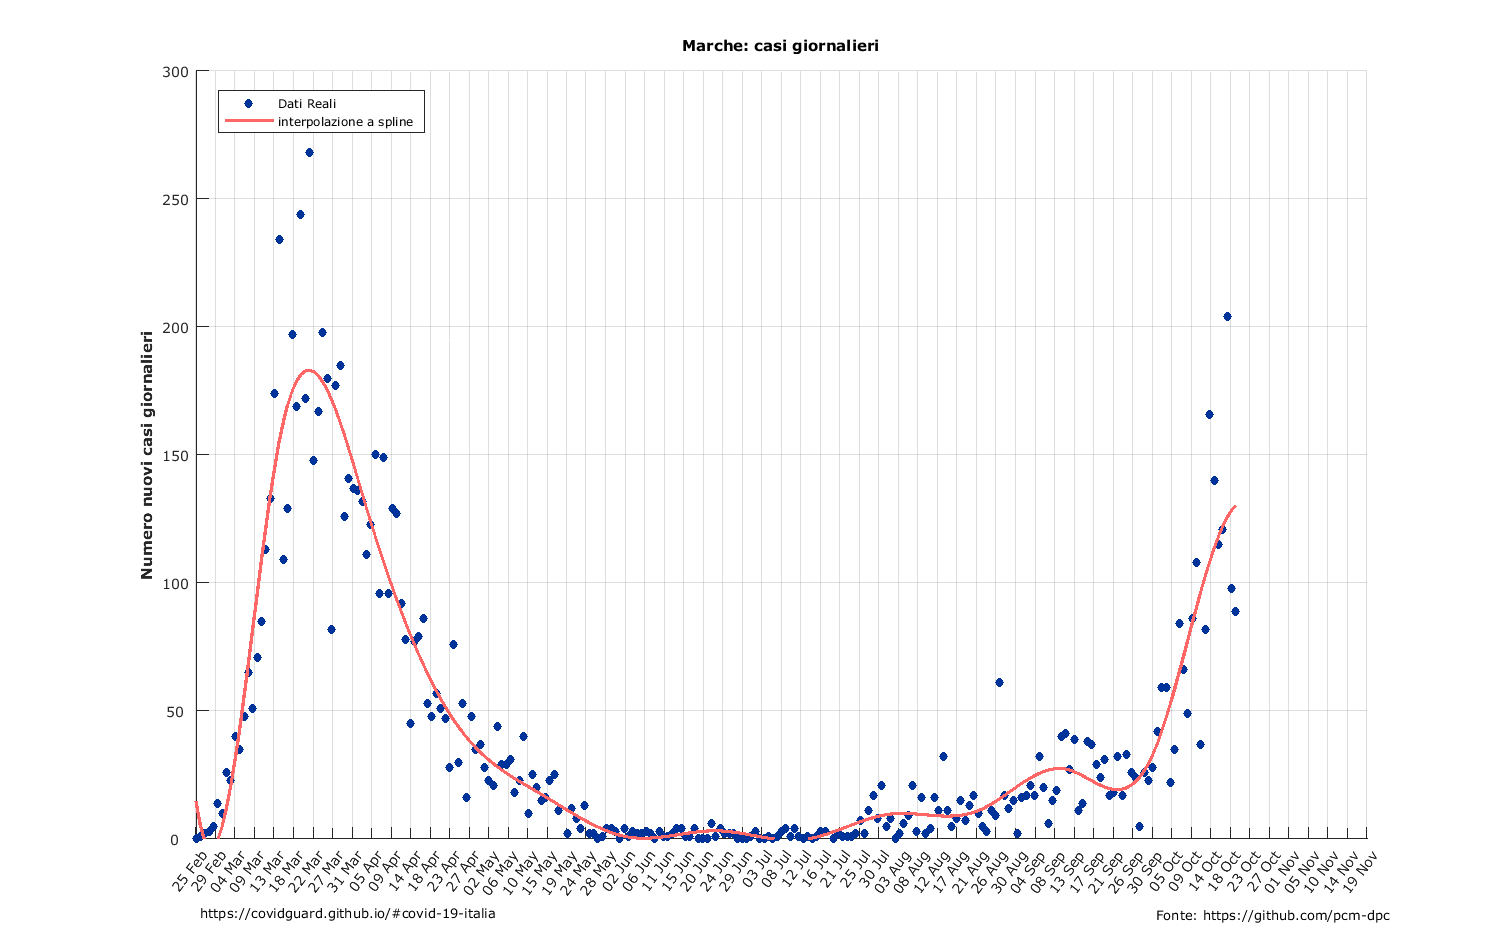 Marche: casi giornalieri
300
Dati Reali
interpolazione a spline
250
200
150
100
50
0
Numero nuovi casi giornalieri
25 Feb
29 Feb
04 Mar
09 Mar
13 Mar
18 Mar
22 Mar
27 Mar
31 Mar
05 Apr
09 Apr
14 Apr
18 Apr
23 Apr
27 Apr
02 May
06 May
10 May
15 May
19 May
24 May
28 May
02 Jun
06 Jun
11 Jun
15 Jun
20 Jun
24 Jun
29 Jun
03 Jul
08 Jul
12 Jul
16 Jul
21 Jul
25 Jul
30 Jul
03 Aug
08 Aug
12 Aug
17 Aug
21 Aug
26 Aug
30 Aug
04 Sep
08 Sep
13 Sep
17 Sep
21 Sep
26 Sep
30 Sep
05 Oct
09 Oct
14 Oct
18 Oct
23 Oct
27 Oct
01 Nov
05 Nov
10 Nov
14 Nov
19 Nov
https://covidguard.github.io/#covid-19-italia
Fonte: https://github.com/pcm-dpc